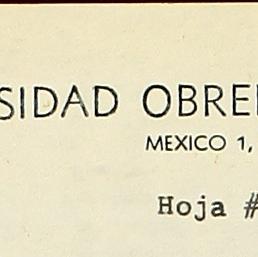 SIDAD OBRE
MEXICO 1,
Hoja #